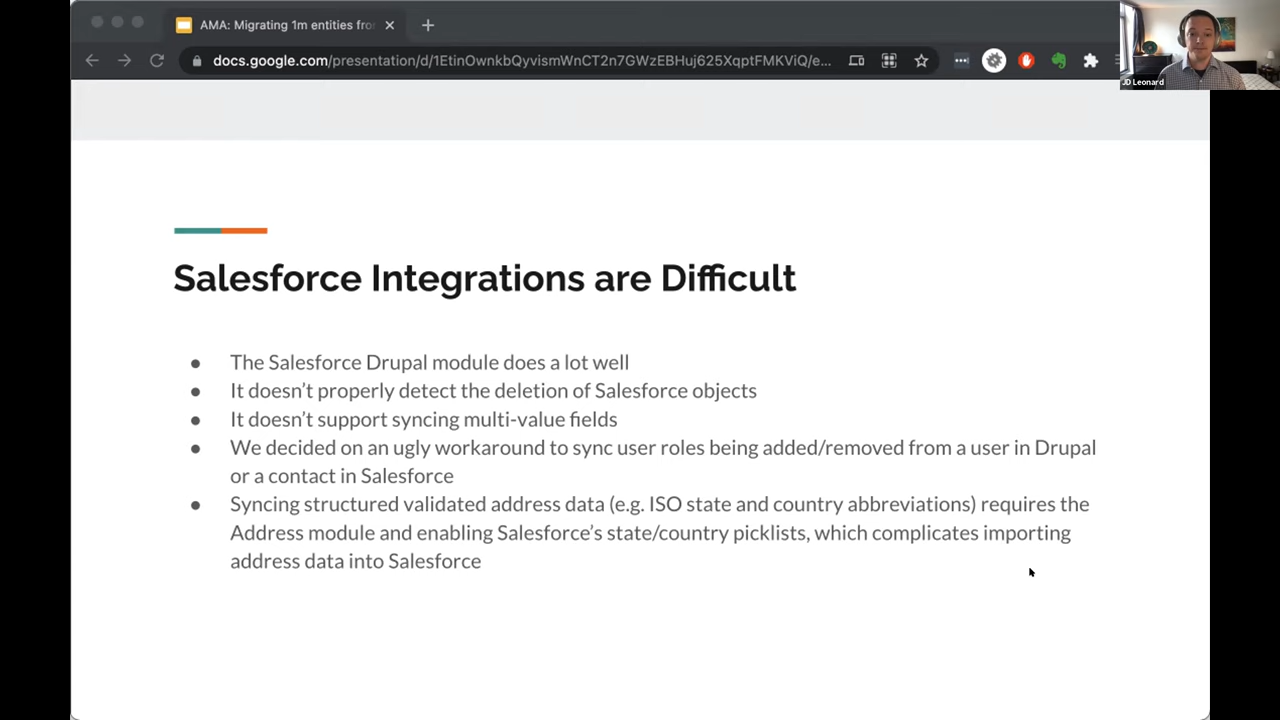 AMA: Migrating 1m entities fro
docs.google.com/presentation/d/1EtinOwnkbQyvismWnCT2n7GWzEBHuj625XqptFMKViQ/e...
JD Leonard
Salesforce Integrations are Difficult
● The Salesforce Drupal module does a lot well
● It doesn’t properly detect the deletion of Salesforce objects
● It doesn’t support syncing multi-value fields
● We decided on an ugly workaround to sync user roles being added/removed from a user in Drupal
or a contact in Salesforce
● Syncing structured validated address data (e.g. ISO state and country abbreviations) requires the
Address module and enabling Salesforce’s state/country picklists, which complicates importing
address data into Salesforce